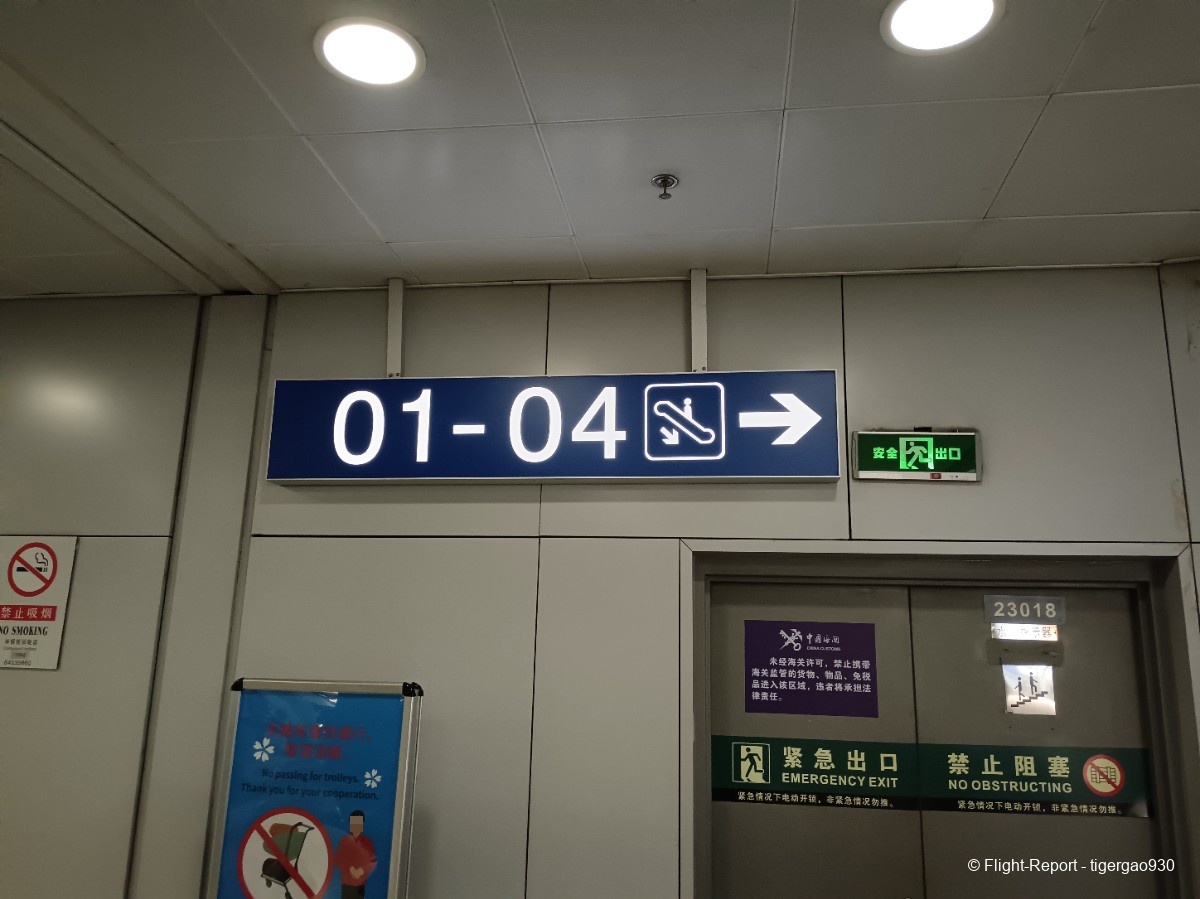 01-04
安全出口
禁止吸烟
NO SMOKING
No passing for trolleys.
Thank you for your cooperation.
23018
中国海关
CHINA CUSTOMS
未经海关许可，禁止携带
海关监管的货物、物品、免税
品进入该区域，违者将承担法
律责任。
紧急出口
EMERGENCY EXIT
紧急情况下电动开锁，非紧急情况勿推。
禁止阻塞
NO OBSTRUCTING
紧急情况下电动开锁，非紧急情况勿推。
© Flight-Report - tigergao930